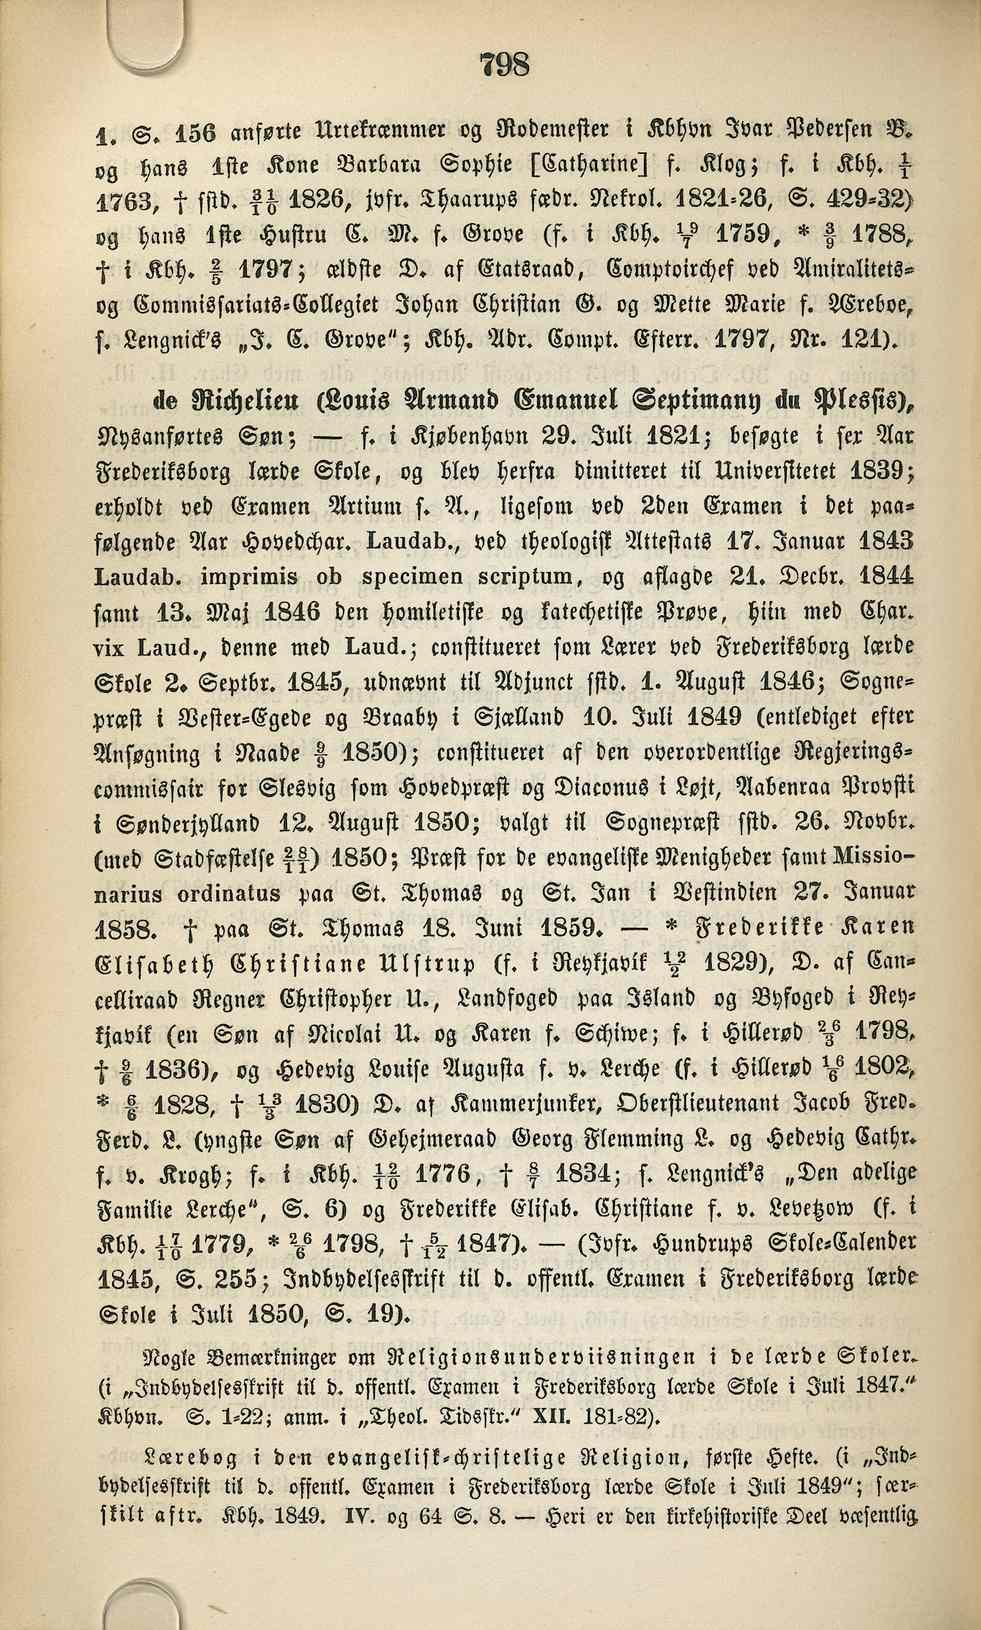 798
1. S. 156 anførte Urtekræmmer og Rodemester i Kbhvn Ivar Pedersen B.
og hans 1ste Kone Barbara Sophie [Catharine] f. Klog; f. i Kbh. 1/1
1763, † sstd. 31/10 1826, jvfr. Thaarups fædr. Nekrol. 1821-26, S. 429-32)
og hans 1ste Hustru C. M. f. Grove (f. i Kbh. 19/7 1759, * 3/9 1788,
† i Kbh. 2/5 1797; ældste D. af Etatsraad, Comptoirchef ved Amiralitets-
og Commissariats-Collegiet Johan Christian G. og Mette Marie f. Æreboe,
f. Lengnick's „J. C. Grove"; Kbh. Adr. Compt. Efterr. 1797, Nr. 121).
de Richelieu (Louis Armand Emanuel Septimany du Plessis),
Nysanførtes Søn; — f. i Kjøbenhavn 29. Juli 1821; besøgte i sex Aar
Frederiksborg lærde Skole, og blev herfra dimitteret til Universitetet 1839;
erholdt ved Examen Artium s. A., ligesom ved 2den Examen i det paa-
følgende Aar Hovedchar. Laudab., ved theologisk Attestats 17. Januar 1843
Laudab. imprimis ob specimen scriptum, og aflagde 21. Decbr. 1844
samt 13. Maj 1846 den homiletiske og katechetiske Prøve, hiin med Char.
vix Laud., denne med Laud.; constitueret som Lærer ved Frederiksborg lærde
Skole 2. Septbr. 1845, udnævnt til Adjunct sstd. 1. August 1846; Sogne-
præst i Vester-Egede og Braaby i Sjælland 10. Juli 1849 (entlediget efter
Ansøgning i Naade 9/9 1850); constitueret af den overordentlige Regjerings-
commissair for Slesvig som Hovedpræst og Diaconus i Løjt, Aabenraa Provsti
i Sønderjylland 12. August 1850; valgt til Sognepræst sstd. 26. Novbr.
(med Stadfæstelse 28/11) 1850; Præst for de evangeliske Menigheder samt Missio-
narius ordinatus paa St. Thomas og St. Jan i Vestindien 27. Januar
1858. † paa St. Thomas 18. Juni 1859. — * Frederikke Karen
Elisabeth Christiane Ulstrup (f. i Reykjavik 12/2 1829), D. af Can-
celliraad Regner Christopher U., Landfoged paa Island og Byfoged i Rey-
kjavik (en Søn af Nicolai U. og Karen f. Schiwe; f. i Hillerød 26/3 1798,
† 9/6 1836), og Hedevig Louise Augusta f. v. Lerche (f. i Hillerød 16/6 1802,
* 6/6 1828, † 13/3 1830) D. af Kammerjunker, Oberstlieutenant Jacob Fred.
Ferd. L. (yngste Søn af Gehejmeraad Georg Flemming L. og Hedevig Cathr.
f. v. Krogh; f. i Kbh. 12/10 1776, † 8/7 1834; f. Lengnick's „Den adelige
Familie Lerche", S. 6) og Frederikke Elisab. Christiane f. v. Levetzow (f. i
Kbh. 17/10 1779, * 26/6 1798, † 5/12 1847). — (Jvfr. Hundrups Skole-Calender
1845, S. 255; Indbydelsesskrift til d. offentl. Examen i Frederiksborg lærde
Skole i Juli 1850, S. 19).
Nogle Bemærkninger om Religionsunderviisningen i de lærde Skoler.
(i „Indbydelsesskrift til d. offentl. Examen i Frederiksborg lærde Skole i Juli 1847."
Kbhvn. S. 1-22; anm. i „Theol. Tidsskr." XII. 181-82).
Lærebog i den evangelisk-christelige Religion, første Hefte. (i „Ind-
bydelsesskrift til d. offentl. Examen i Frederiksborg lærde Skole i Juli 1849"; sær-
skilt aftr. Kbh. 1849. IV. og 64 S. 8. — Heri er den kirkehistoriske Deel væsentlig